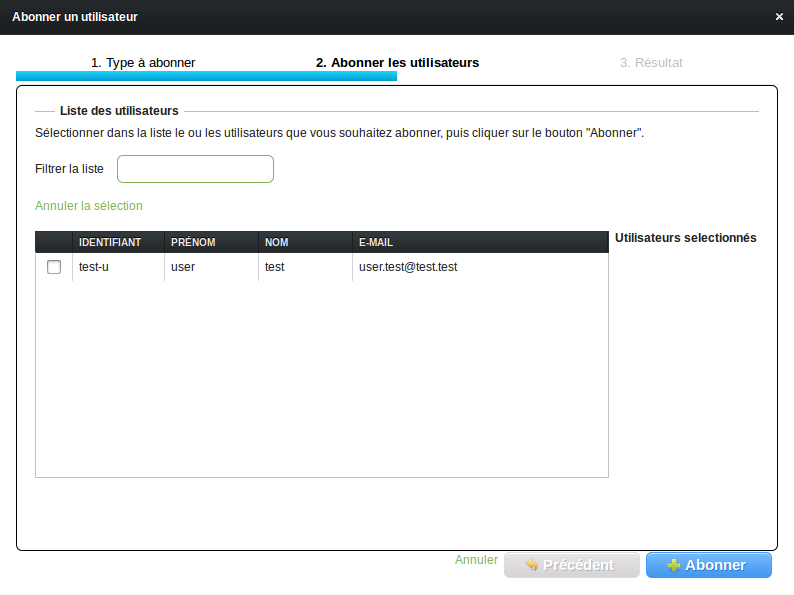 Abonner un utilisateur ×
1. Type à abonner 2. Abonner les utilisateurs 3. Résultat
Liste des utilisateurs
Sélectionner dans la liste le ou les utilisateurs que vous souhaitez abonner, puis cliquer sur le bouton "Abonner".
Filtrer la liste
Annuler la sélection
IDENTIFIANT PRÉNOM NOM E-MAIL Utilisateurs selectionnés
test-u user test user.test@test.test
Annuler Précédent Abonner